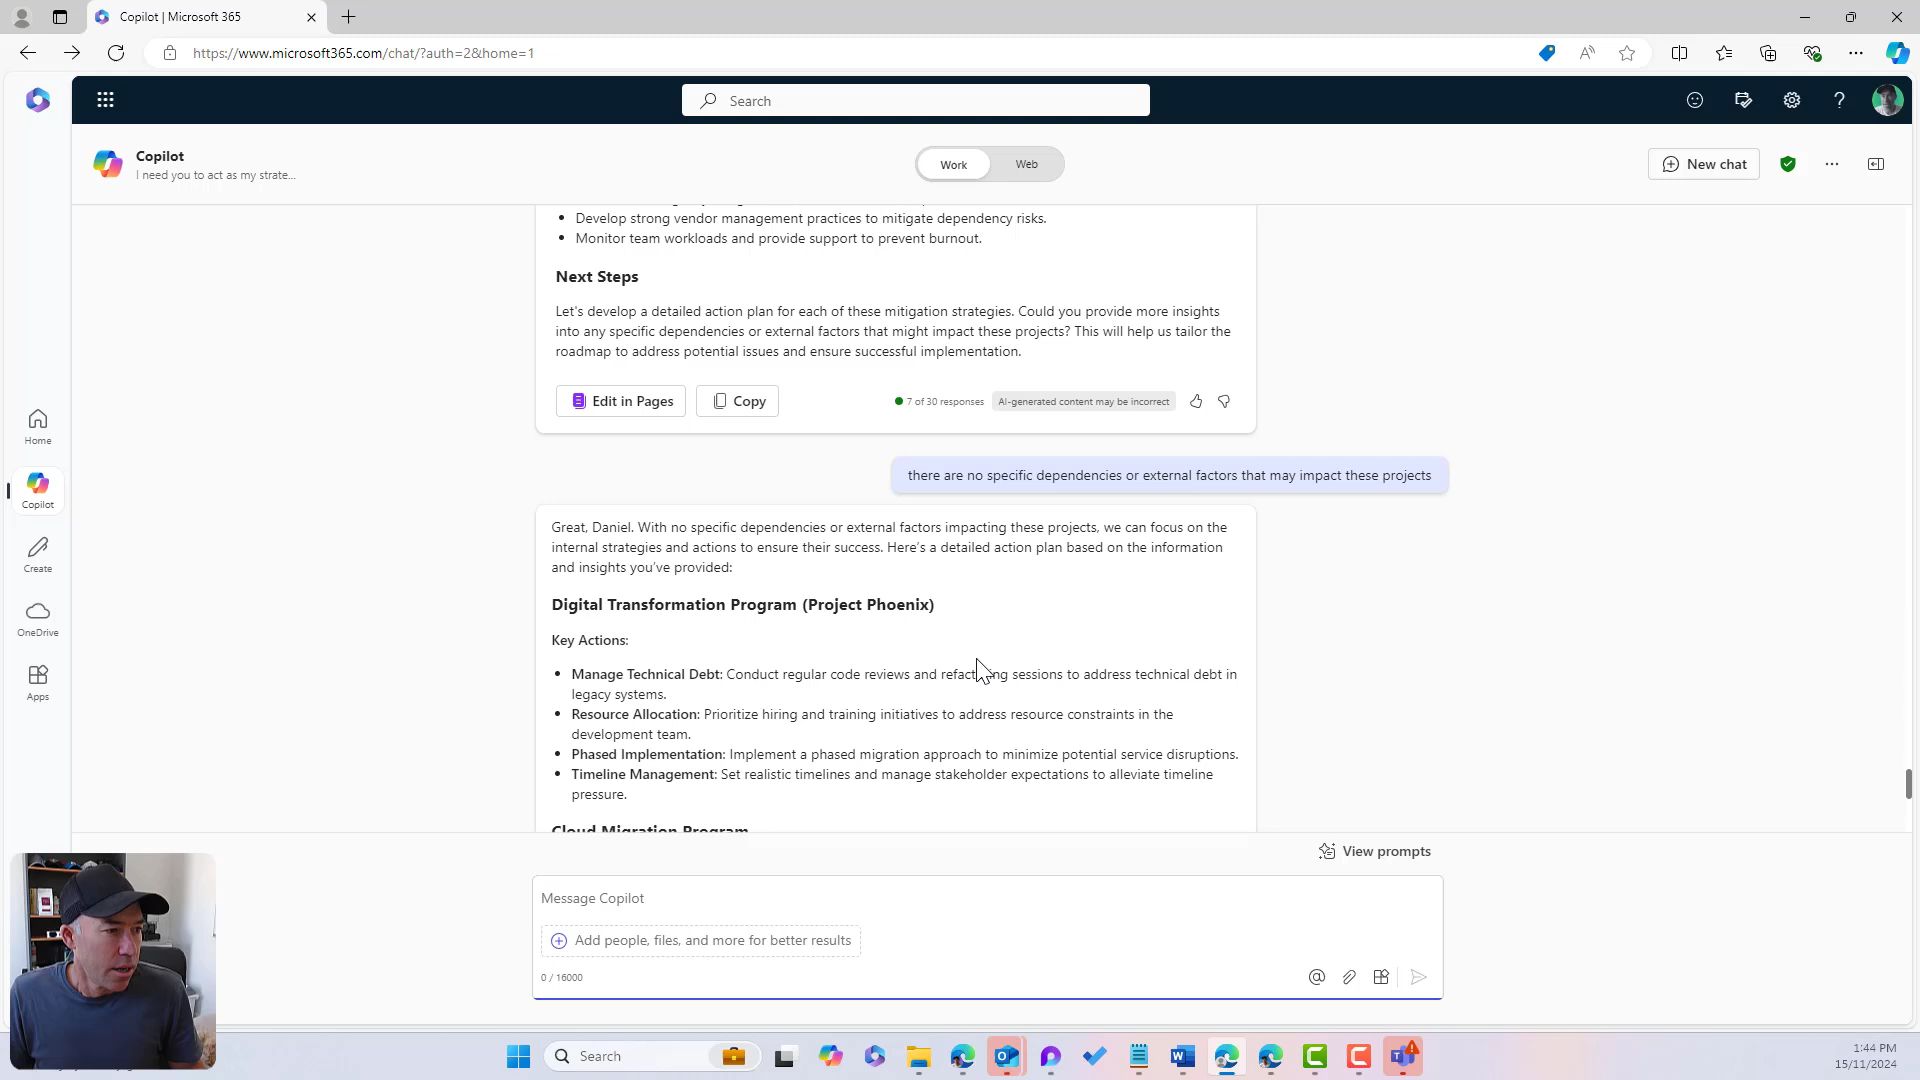 Copilot | Microsoft 365
https://www.microsoft365.com/chat/?auth=2&home=1
Search
Copilot
I need you to act as my strate...
Work
Web
New chat
Develop strong vendor management practices to mitigate dependency risks.
Monitor team workloads and provide support to prevent burnout.
Next Steps
Let's develop a detailed action plan for each of these mitigation strategies. Could you provide more insights
into any specific dependencies or external factors that might impact these projects? This will help us tailor the
roadmap to address potential issues and ensure successful implementation.
Edit in Pages
Copy
7 of 30 responses
AI-generated content may be incorrect
there are no specific dependencies or external factors that may impact these projects
Great, Daniel. With no specific dependencies or external factors impacting these projects, we can focus on the
internal strategies and actions to ensure their success. Here's a detailed action plan based on the information
and insights you've provided:
Digital Transformation Program (Project Phoenix)
Key Actions:
Manage Technical Debt: Conduct regular code reviews and refactoring sessions to address technical debt in
legacy systems.
Resource Allocation: Prioritize hiring and training initiatives to address resource constraints in the
development team.
Phased Implementation: Implement a phased migration approach to minimize potential service disruptions.
Timeline Management: Set realistic timelines and manage stakeholder expectations to alleviate timeline
pressure.
Cloud Migration Program
Home
Copilot
Create
OneDrive
Apps
View prompts
Message Copilot
Add people, files, and more for better results
0 / 16000
Search
1:44 PM
15/11/2024